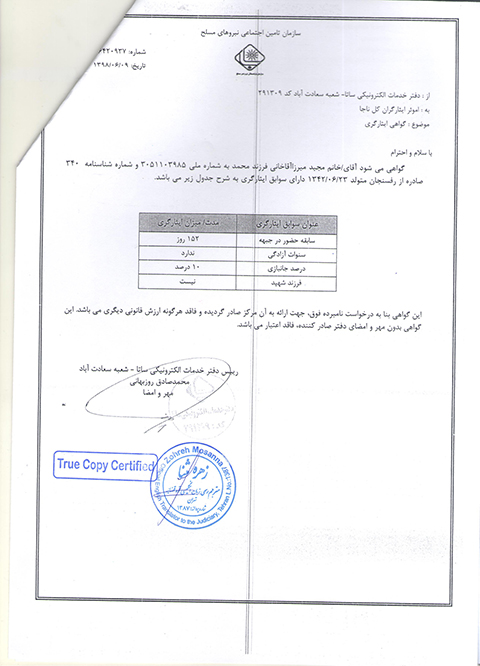 سازمان تامین اجتماعی نیروهای مسلح
شماره: ۶۴۲۰۹۳۷
تاریخ: ۱۳۹۸/۰۶/۰۹
از : دفتر خدمات الکترونیکی ساتا- شعبه سعادت آباد کد ۲۹۱۳۰۹
به : امور ایثارگران کل ناجا
موضوع : گواهی ایثارگری
با سلام و احترام
گواهی می شود آقای/خانم مجید میرزاآقاخانی فرزند محمد به شماره ملی ۳۰۵۱۱۰۳۹۸۵ و شماره شناسنامه ۳۴۰
صادره از رفسنجان متولد ۱۳۴۲/۰۶/۲۳ دارای سوابق ایثارگری به شرح جدول زیر می باشد.
عنوان سوابق ایثارگری مدت/ میزان ایثارگری
سابقه حضور در جبهه ۱۵۲ روز
سنوات آزادگی ندارد
درصد جانبازی ۱۰ درصد
فرزند شهید نیست
این گواهی بنا به درخواست نامبرده فوق، جهت ارائه به آن مرکز صادر گردیده و فاقد هرگونه ارزش قانونی دیگری می باشد. این
گواهی بدون مهر و امضای دفتر صادر کننده، فاقد اعتبار می باشد.
رییس دفتر خدمات الکترونیکی ساتا - شعبه سعادت آباد
محمدصادق روزبهانی
مهر و امضا
True Copy Certified
Zohreh Mosanna
English Translator to the Judiciary, Tehran
زهره مثنا
تهران